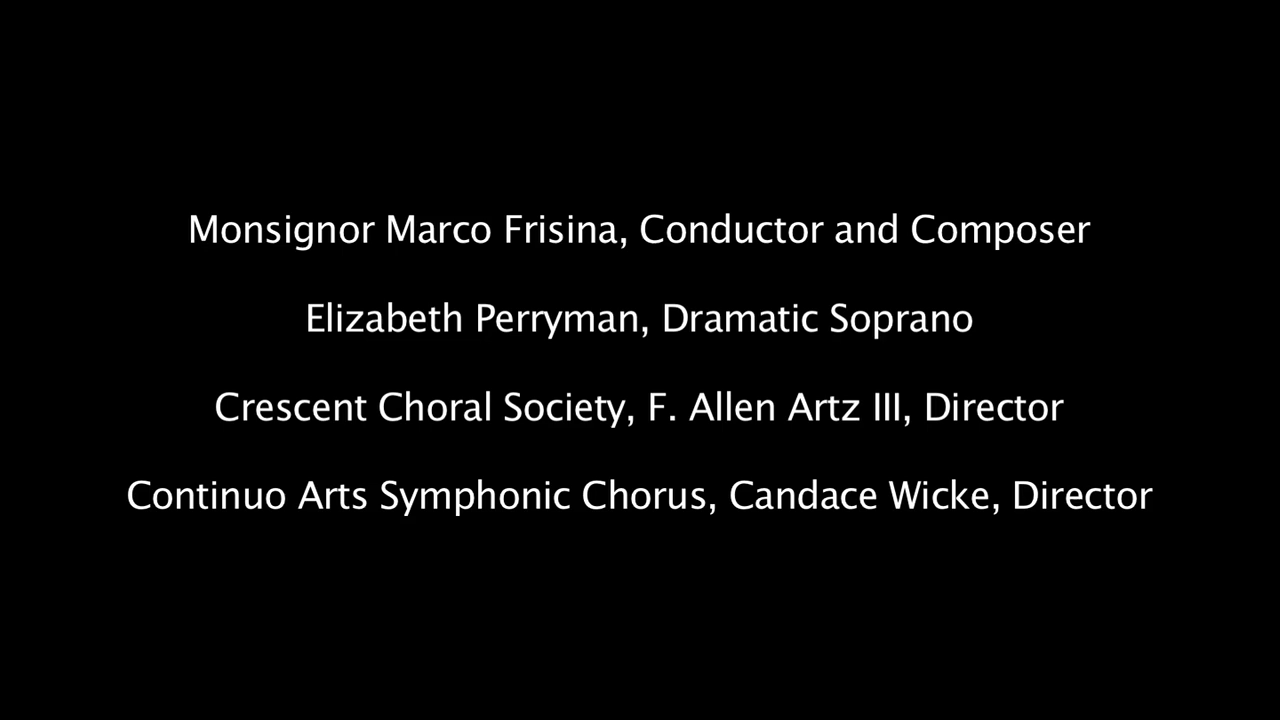 Monsignor Marco Frisina, Conductor and Composer
Elizabeth Perryman, Dramatic Soprano
Crescent Choral Society, F. Allen Artz III, Director
Continuo Arts Symphonic Chorus, Candace Wicke, Director